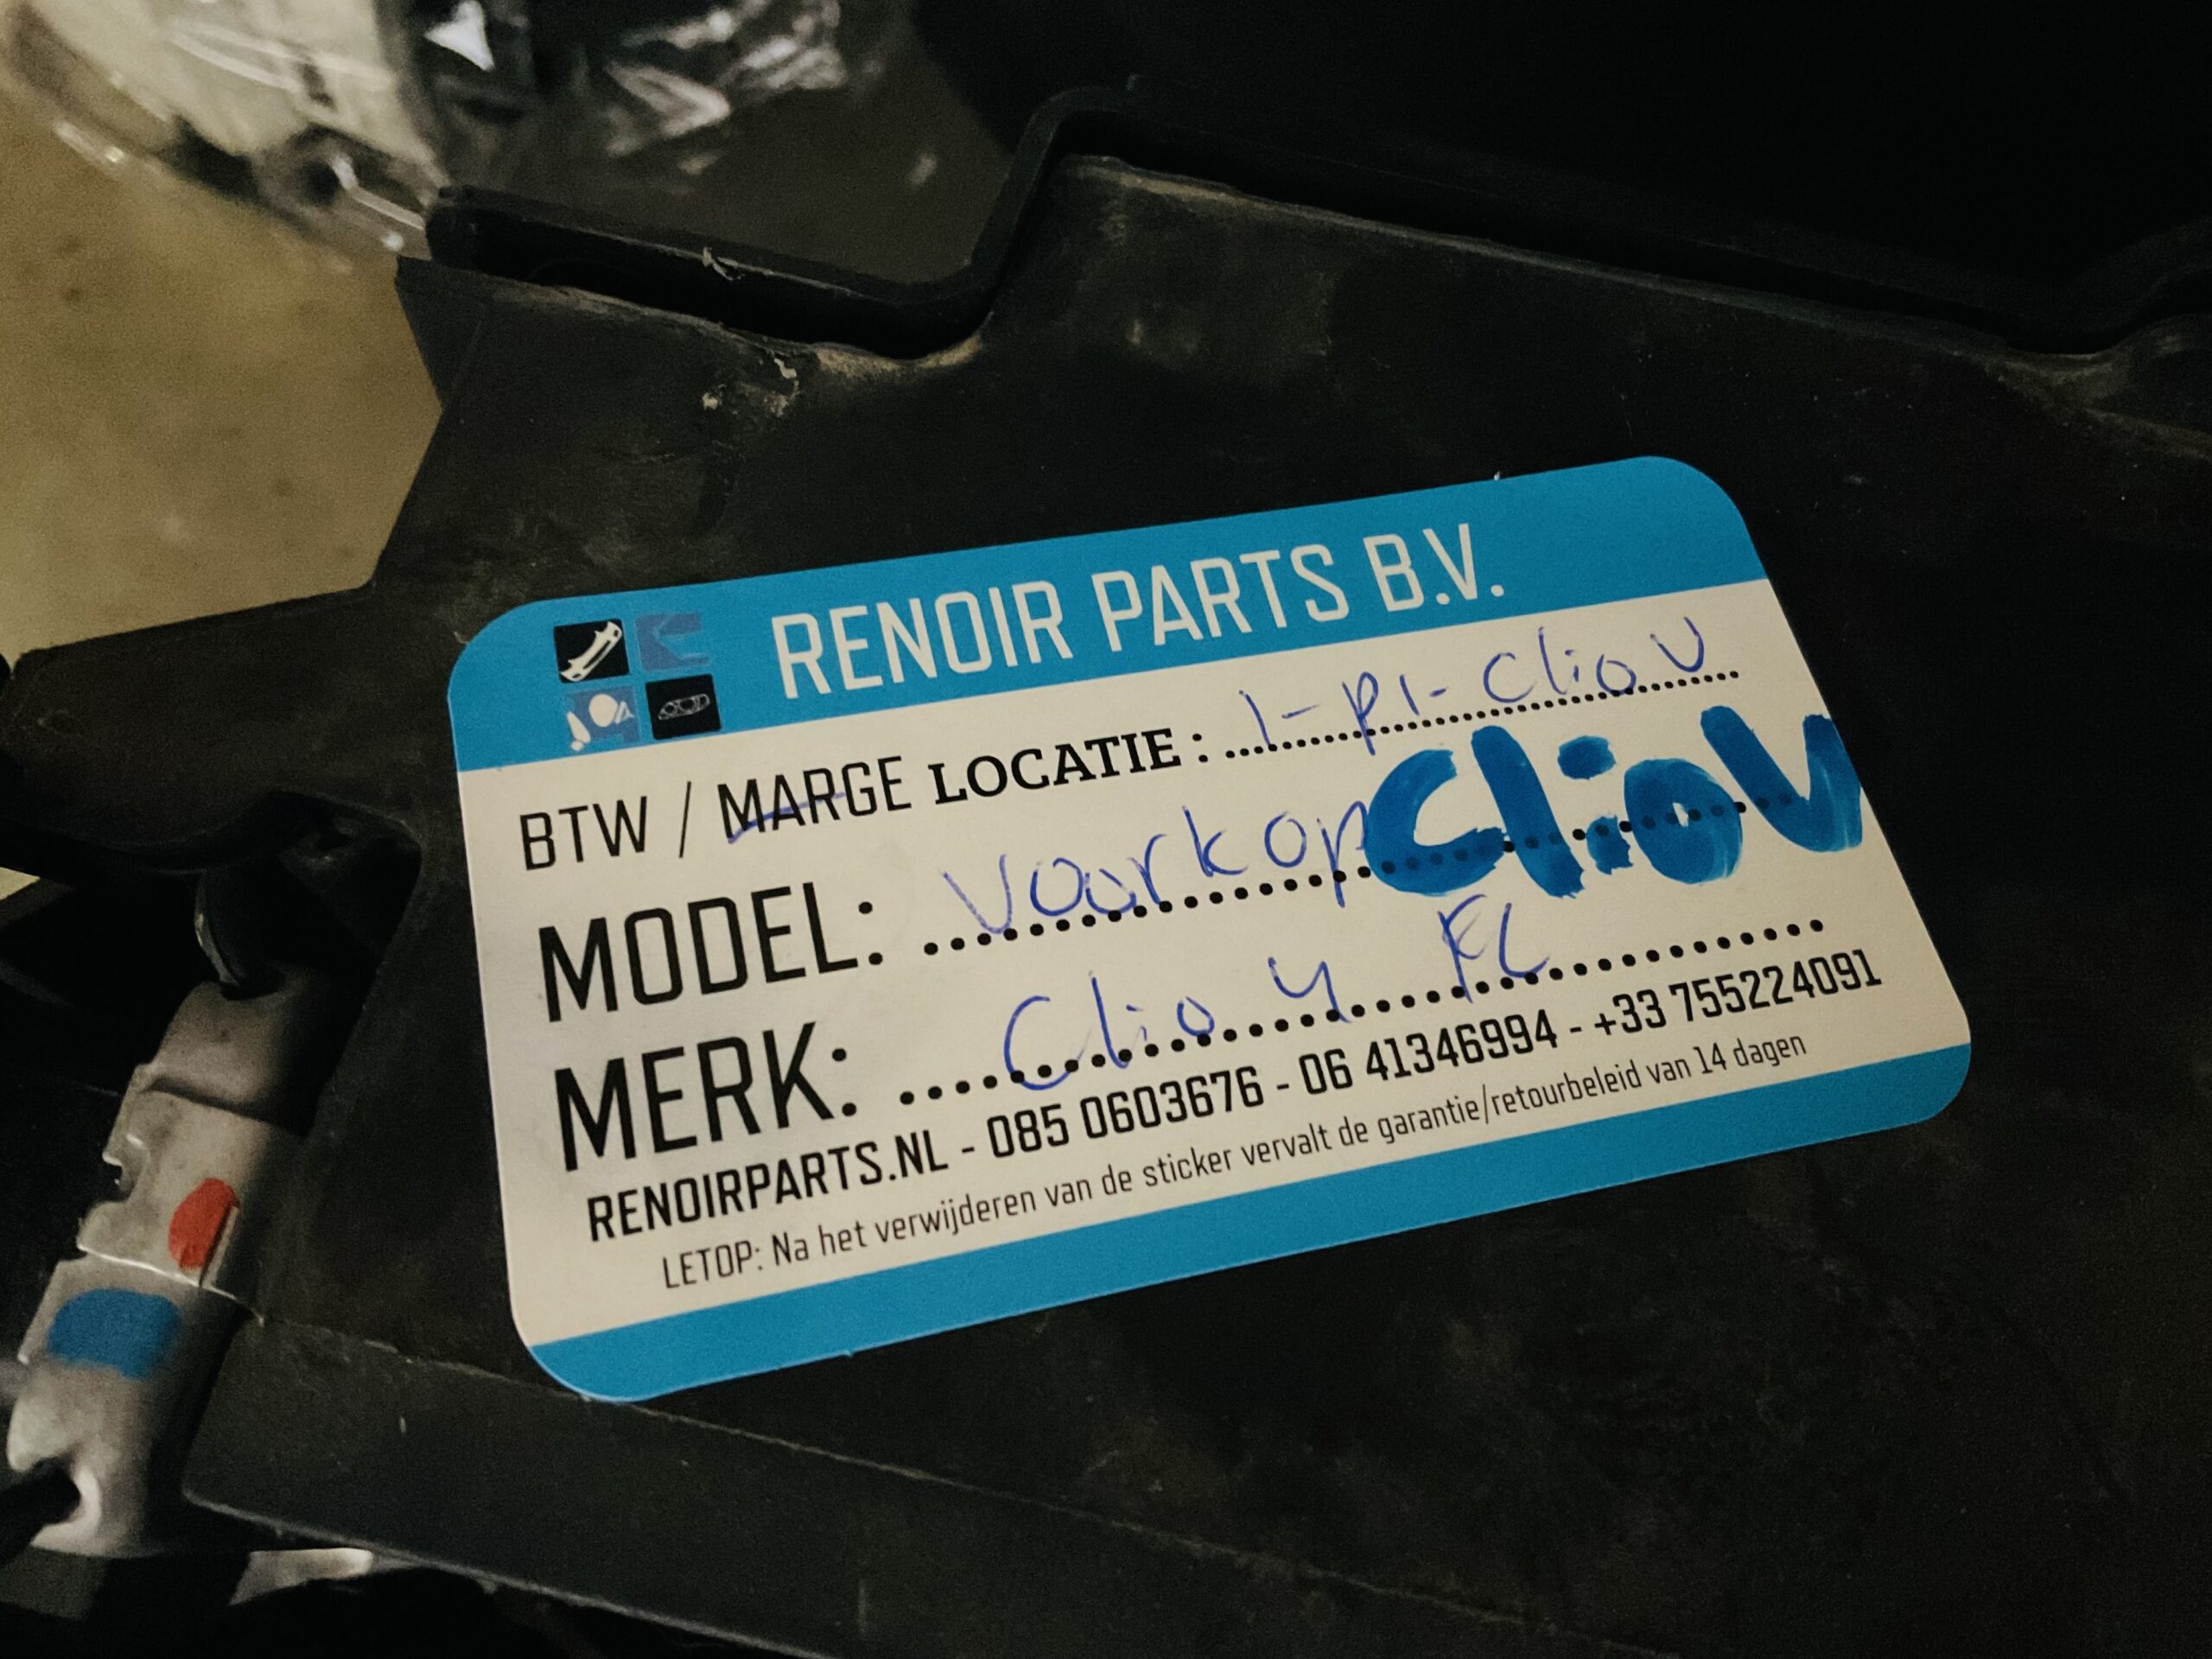 RENOIR PARTS B.V.
BTW / MARGE LOCATIE : 1-P1-Clio V
MODEL: Voorkop Clio V
MERK: Clio 4 FL
RENOIRPARTS.NL - 085 0603676 - 06 41346994 - +33 755224091
LETOP: Na het verwijderen van de sticker vervalt de garantie/retourbeleid van 14 dagen